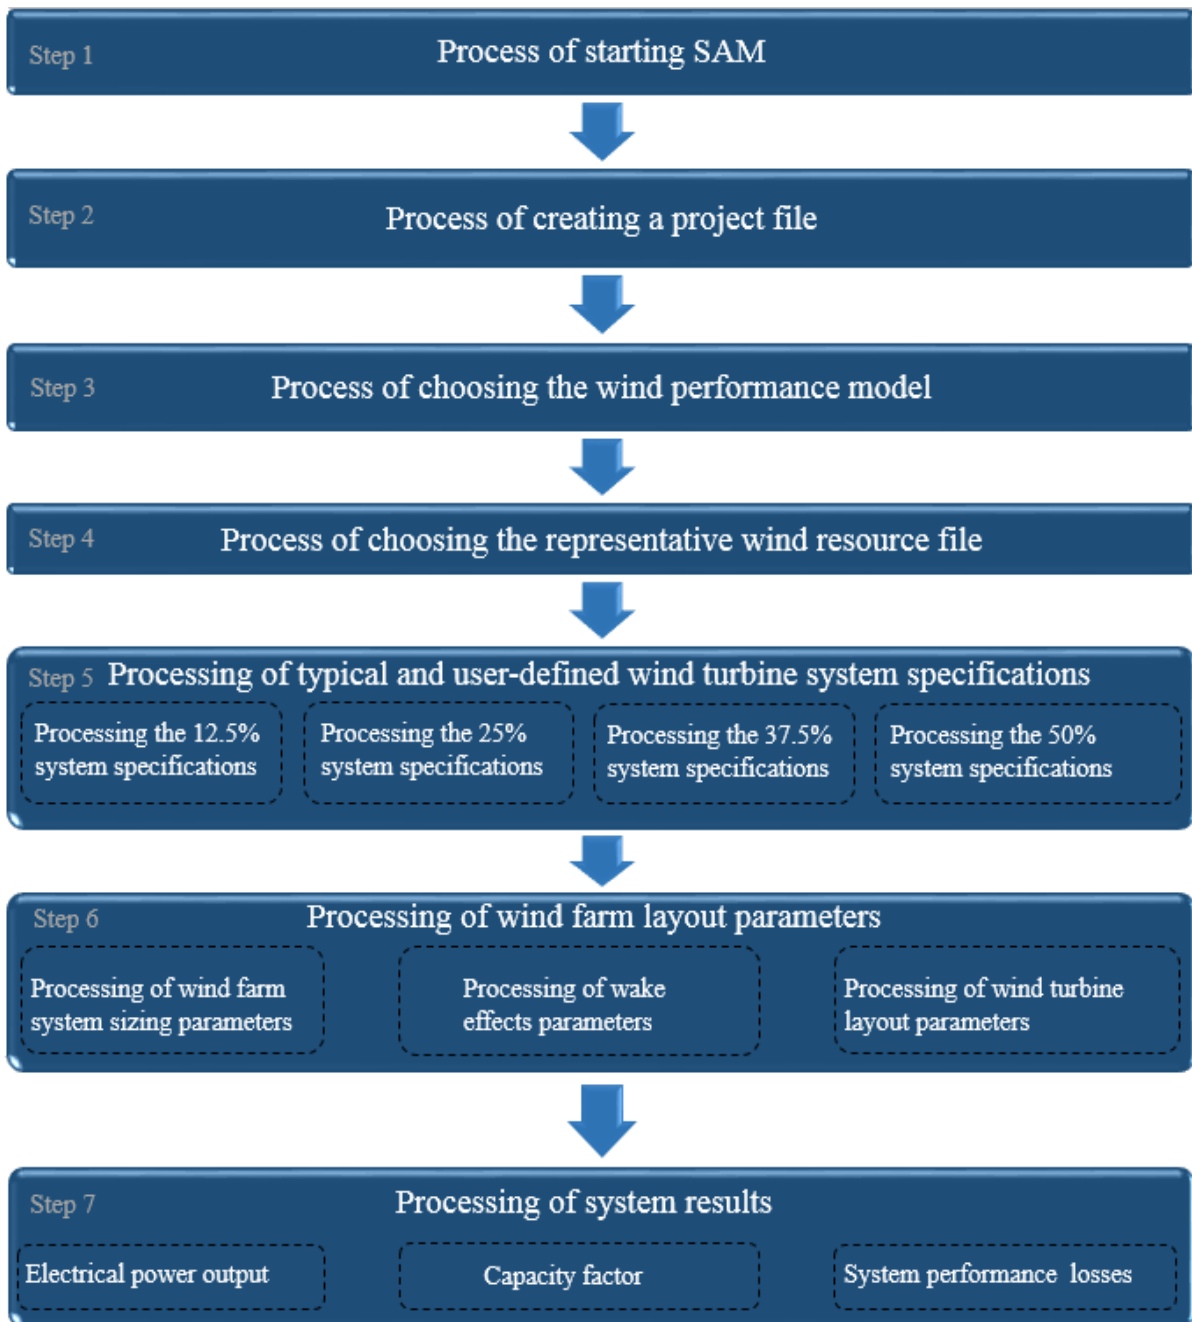 Step 1
Process of starting SAM
Step 2
Process of creating a project file
Step 3
Process of choosing the wind performance model
Step 4
Process of choosing the representative wind resource file
Step 5
Processing of typical and user-defined wind turbine system specifications
Processing the 12.5%
system specifications
Processing the 25%
system specifications
Processing the 37.5%
system specifications
Processing the 50%
system specifications
Step 6
Processing of wind farm layout parameters
Processing of wind farm
system sizing parameters
Processing of wake
effects parameters
Processing of wind turbine
layout parameters
Step 7
Processing of system results
Electrical power output
Capacity factor
System performance losses